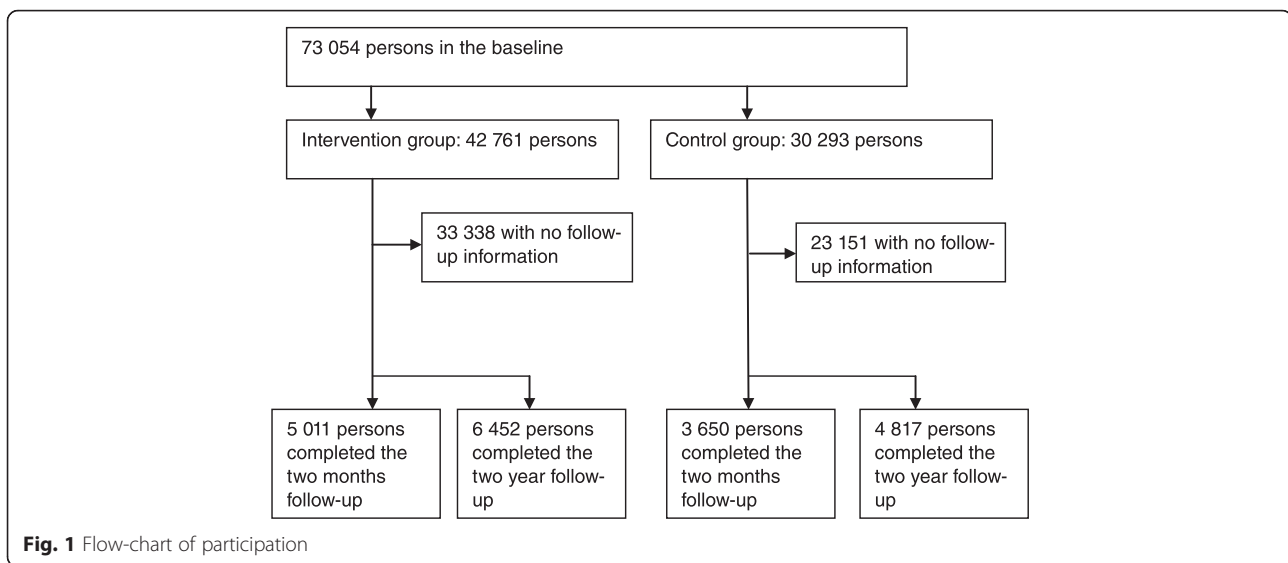 73 054 persons in the baseline
Intervention group: 42 761 persons
Control group: 30 293 persons
33 338 with no follow-
up information
23 151 with no follow-
up information
5 011 persons
completed the
two months
follow-up
6 452 persons
completed the
two year follow-
up
3 650 persons
completed the
two months
follow-up
4 817 persons
completed the
two year follow-
up
Fig. 1 Flow-chart of participation